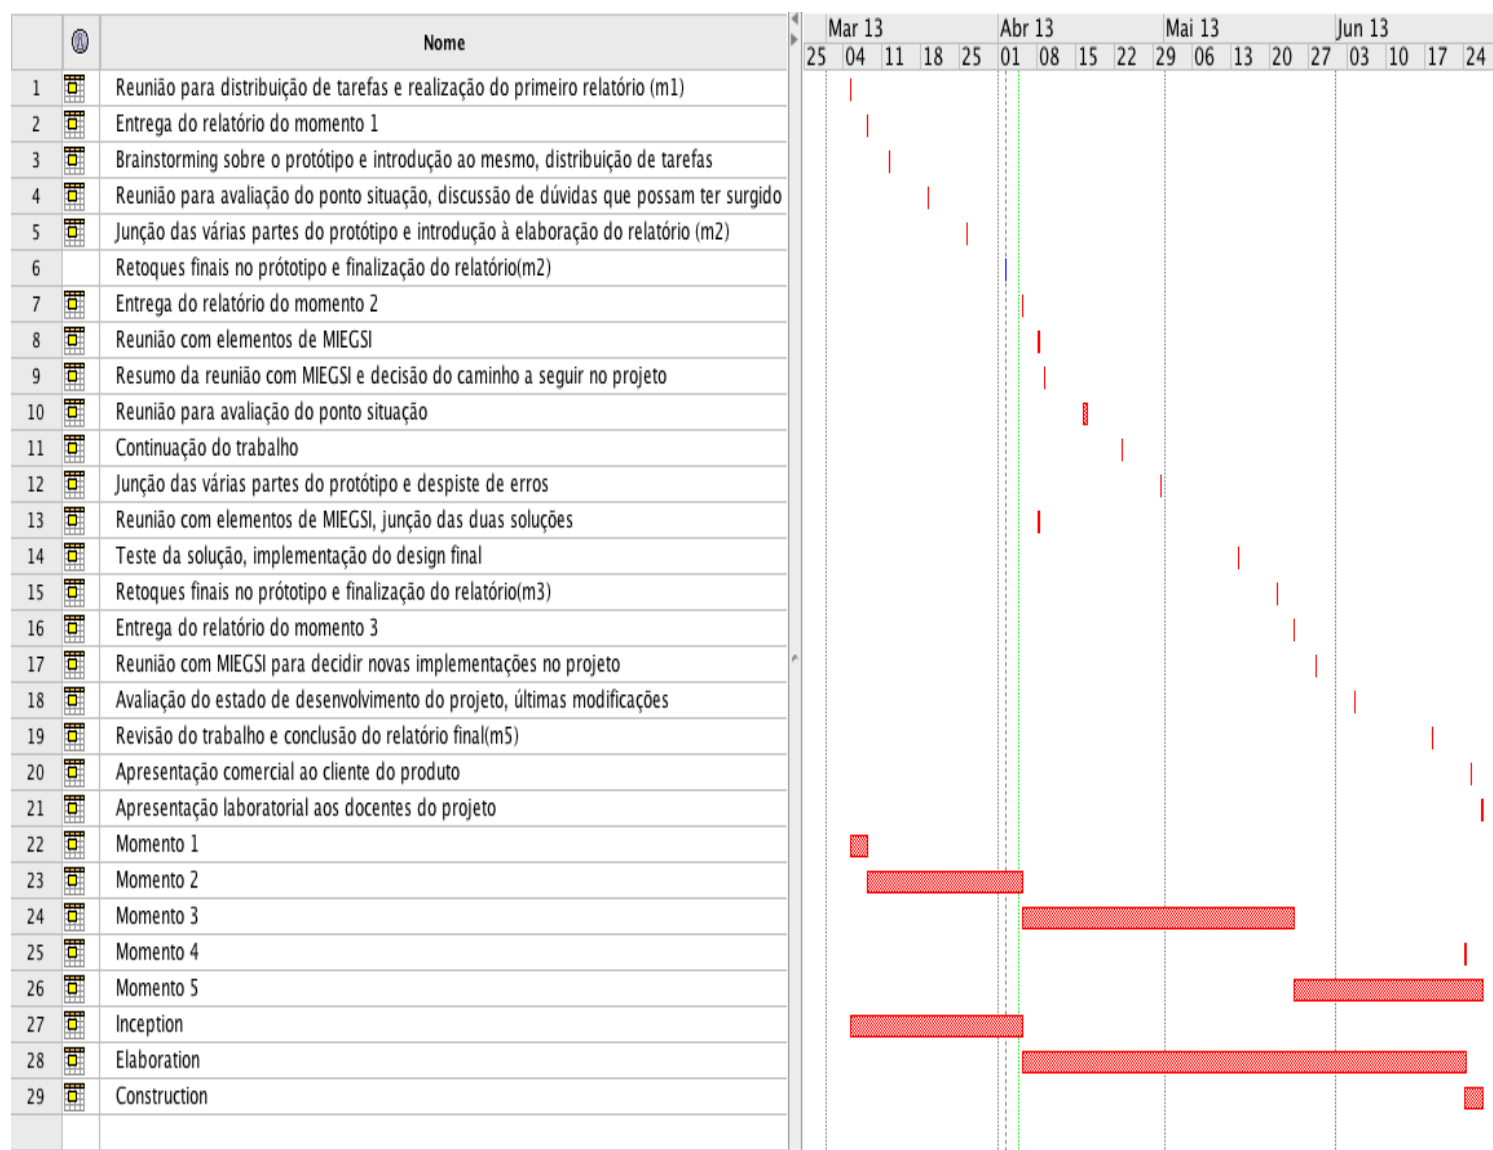 Nome
Mar 13 Abr 13 Mai 13 Jun 13
25 04 11 18 25 01 08 15 22 29 06 13 20 27 03 10 17 24
1 Reunião para distribuição de tarefas e realização do primeiro relatório (m1)
2 Entrega do relatório do momento 1
3 Brainstorming sobre o protótipo e introdução ao mesmo, distribuição de tarefas
4 Reunião para avaliação do ponto situação, discussão de dúvidas que possam ter surgido
5 Junção das várias partes do protótipo e introdução à elaboração do relatório (m2)
6 Retoques finais no prótotipo e finalização do relatório(m2)
7 Entrega do relatório do momento 2
8 Reunião com elementos de MIEGSI
9 Resumo da reunião com MIEGSI e decisão do caminho a seguir no projeto
10 Reunião para avaliação do ponto situação
11 Continuação do trabalho
12 Junção das várias partes do protótipo e despiste de erros
13 Reunião com elementos de MIEGSI, junção das duas soluções
14 Teste da solução, implementação do design final
15 Retoques finais no prótotipo e finalização do relatório(m3)
16 Entrega do relatório do momento 3
17 Reunião com MIEGSI para decidir novas implementações no projeto
18 Avaliação do estado de desenvolvimento do projeto, últimas modificações
19 Revisão do trabalho e conclusão do relatório final(m5)
20 Apresentação comercial ao cliente do produto
21 Apresentação laboratorial aos docentes do projeto
22 Momento 1
23 Momento 2
24 Momento 3
25 Momento 4
26 Momento 5
27 Inception
28 Elaboration
29 Construction